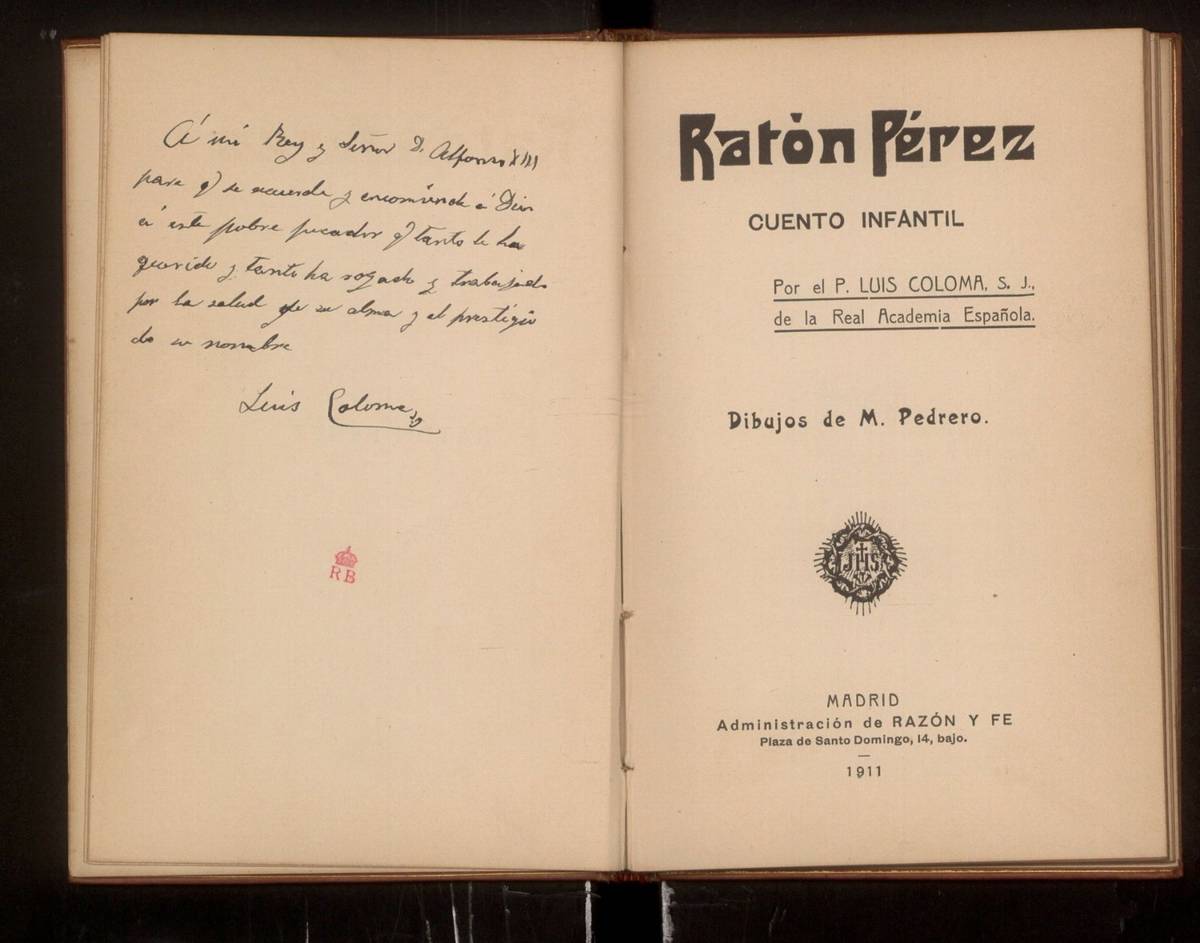 Á mi Rey y Señor D. Alfonso XIII
para q̃ se acuerde y encomiende á Dios
á este pobre pecador q̃ tanto le ha
querido y tanto ha rogado y trabajado
por la salud de su alma y el prestigio
de su nombre
Luis Coloma
RB
Ratón Pérez
CUENTO INFANTIL
Por el P. LUIS COLOMA, S. J.,
de la Real Academia Española.
Dibujos de M. Pedrero.
JHS
MADRID
Administración de RAZÓN Y FE
Plaza de Santo Domingo, 14, bajo.
1911